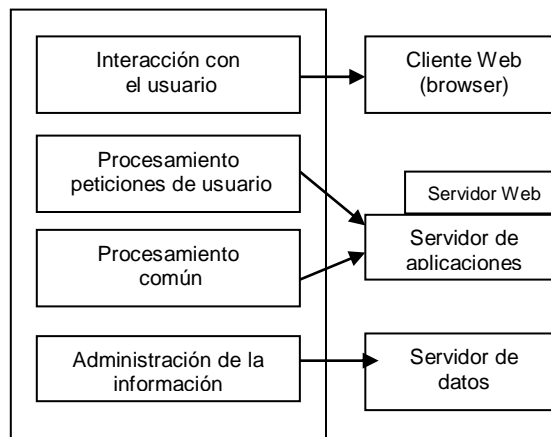 Interacción con
el usuario
Cliente Web
(browser)
Procesamiento
peticiones de usuario
Servidor Web
Servidor de
aplicaciones
Procesamiento
común
Administración de la
información
Servidor de
datos